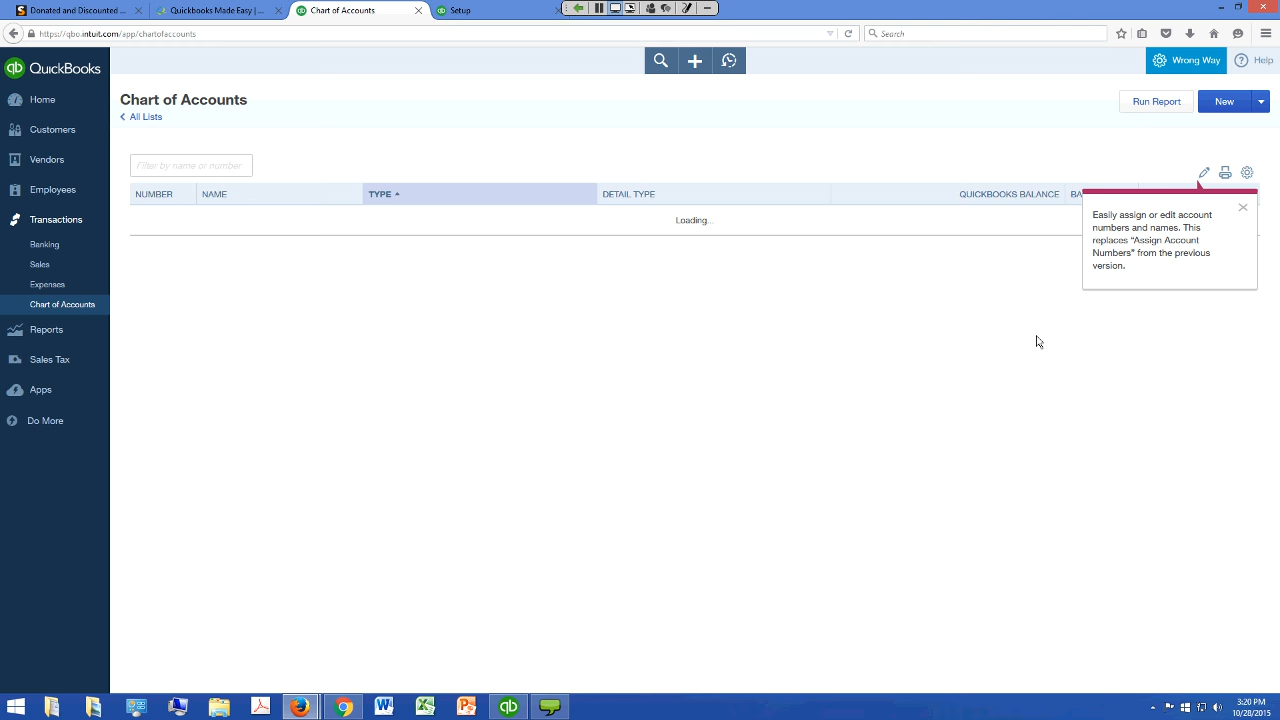 Donated and Discounted ...
Quickbooks Made Easy | ...
Chart of Accounts
Setup
https://qbo.intuit.com/app/chartofaccounts
Search
qb QuickBooks
Wrong Way
Help
Home
Customers
Vendors
Employees
Transactions
Banking
Sales
Expenses
Chart of Accounts
Reports
Sales Tax
Apps
Do More
Chart of Accounts
All Lists
Run Report
New
Filter by name or number
NUMBER NAME TYPE DETAIL TYPE QUICKBOOKS BALANCE BA
Loading...
Easily assign or edit account
numbers and names. This
replaces "Assign Account
Numbers" from the previous
version.
3:20 PM
10/28/2015